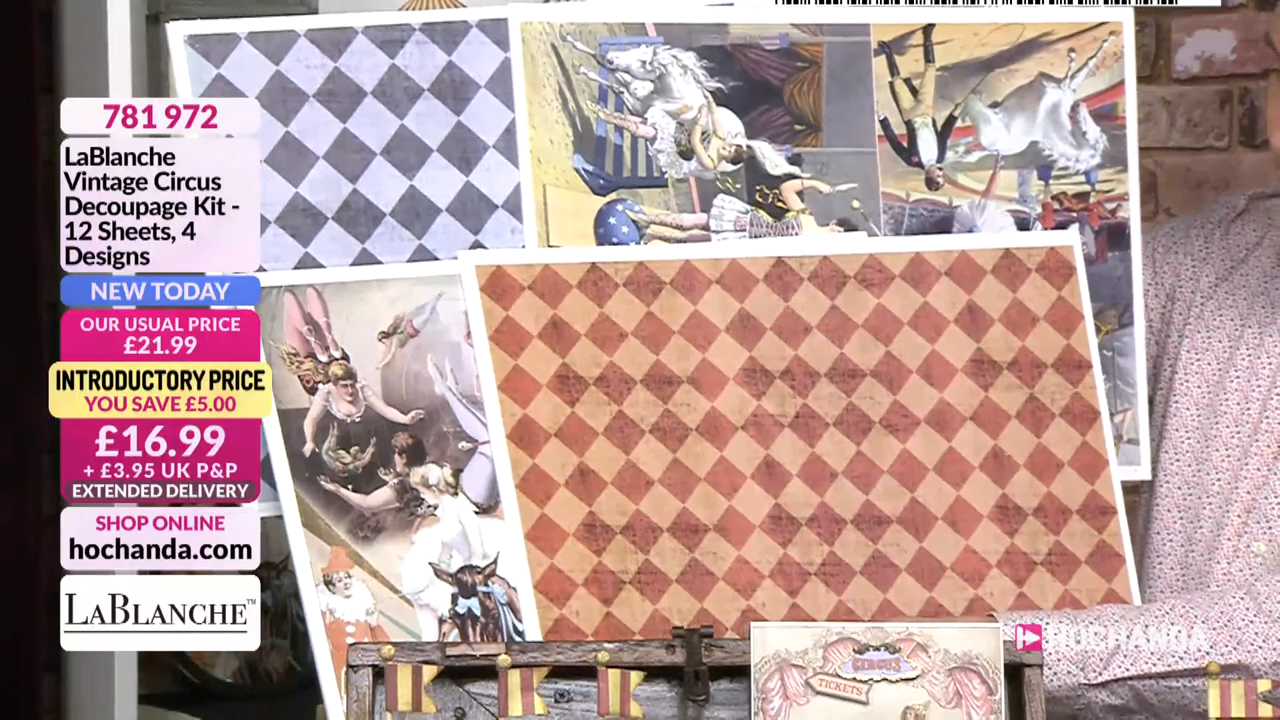 781 972
LaBlanche
Vintage Circus
Decoupage Kit -
12 Sheets, 4
Designs
NEW TODAY
OUR USUAL PRICE
£21.99
INTRODUCTORY PRICE
YOU SAVE £5.00
£16.99
+ £3.95 UK P&P
EXTENDED DELIVERY
SHOP ONLINE
hochanda.com
LABLANCHE™
HOCHANDA
CIRCUS
TICKETS